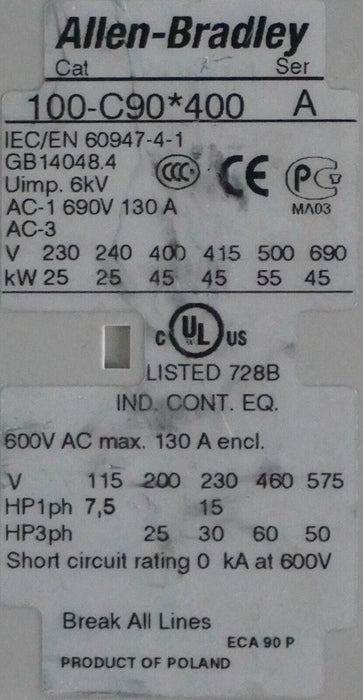 Allen-Bradley
Cat Ser
100-C90*400 A
IEC/EN 60947-4-1
GB14048.4
Uimp. 6kV
AC-1 690V 130 A
AC-3
CCC CE PC
MA03
V 230 240 400 415 500 690
kW 25 25 45 45 55 45
C UL US
LISTED 728B
IND. CONT. EQ.
600V AC max. 130 A encl.
V 115 200 230 460 575
HP1ph 7,5 15
HP3ph 25 30 60 50
Short circuit rating 0 kA at 600V
Break All Lines
ECA 90 P
PRODUCT OF POLAND